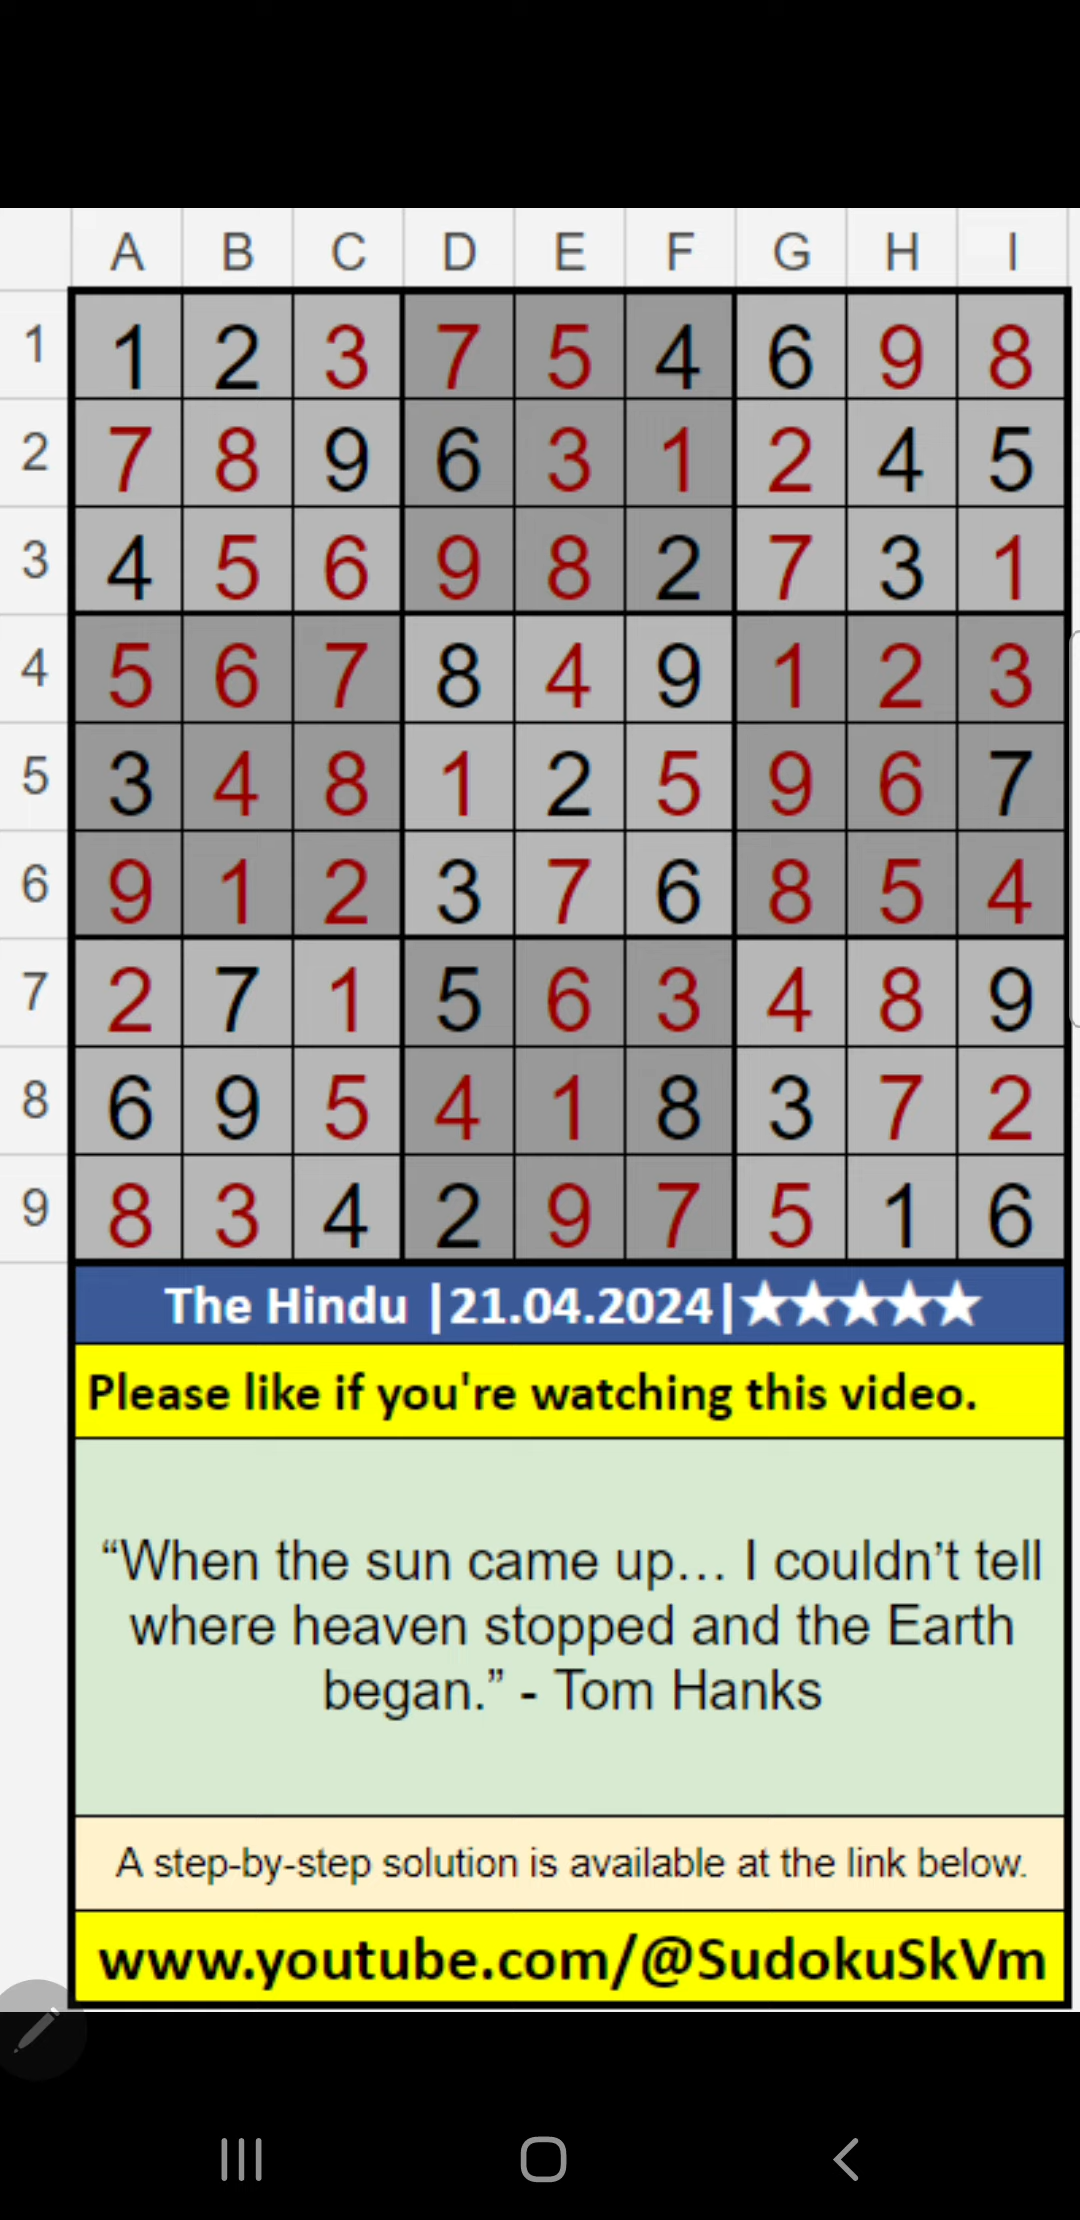 A B C D E F G H I
1 1 2 3 7 5 4 6 9 8
2 7 8 9 6 3 1 2 4 5
3 4 5 6 9 8 2 7 3 1
4 5 6 7 8 4 9 1 2 3
5 3 4 8 1 2 5 9 6 7
6 9 1 2 3 7 6 8 5 4
7 2 7 1 5 6 3 4 8 9
8 6 9 5 4 1 8 3 7 2
9 8 3 4 2 9 7 5 1 6
The Hindu |21.04.2024|★★★★★
Please like if you're watching this video.
“When the sun came up… I couldn’t tell
where heaven stopped and the Earth
began.” - Tom Hanks
A step-by-step solution is available at the link below.
www.youtube.com/@SudokuSkVm